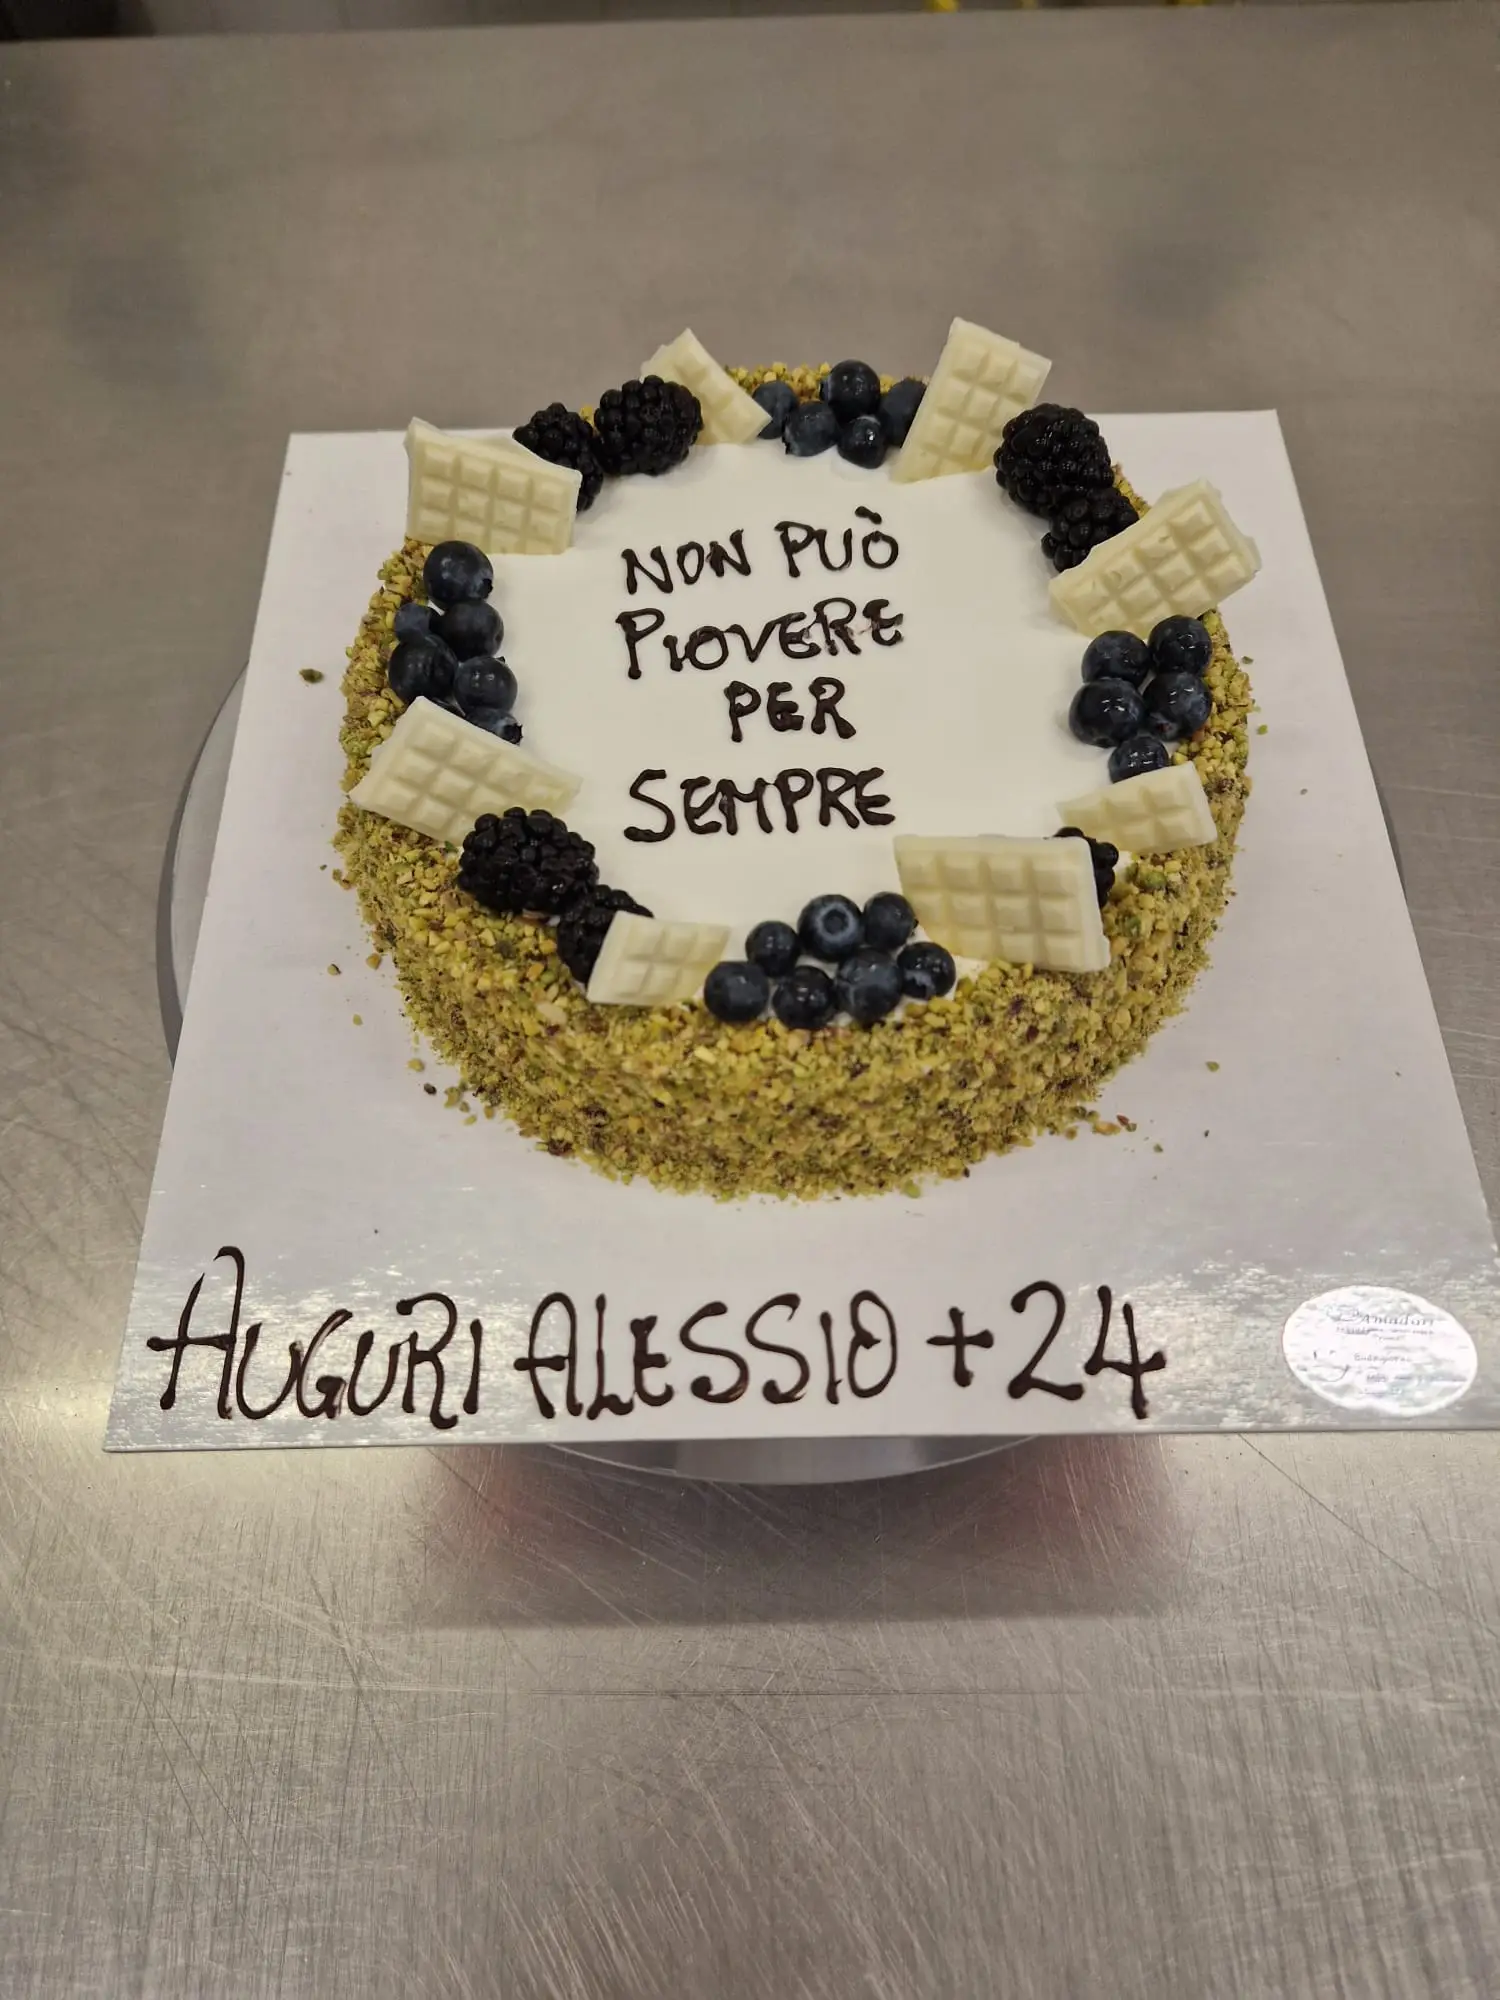 NON PUÒ
PIOVERE
PER
SEMPRE
AUGURI ALESSIO +24
Amadori